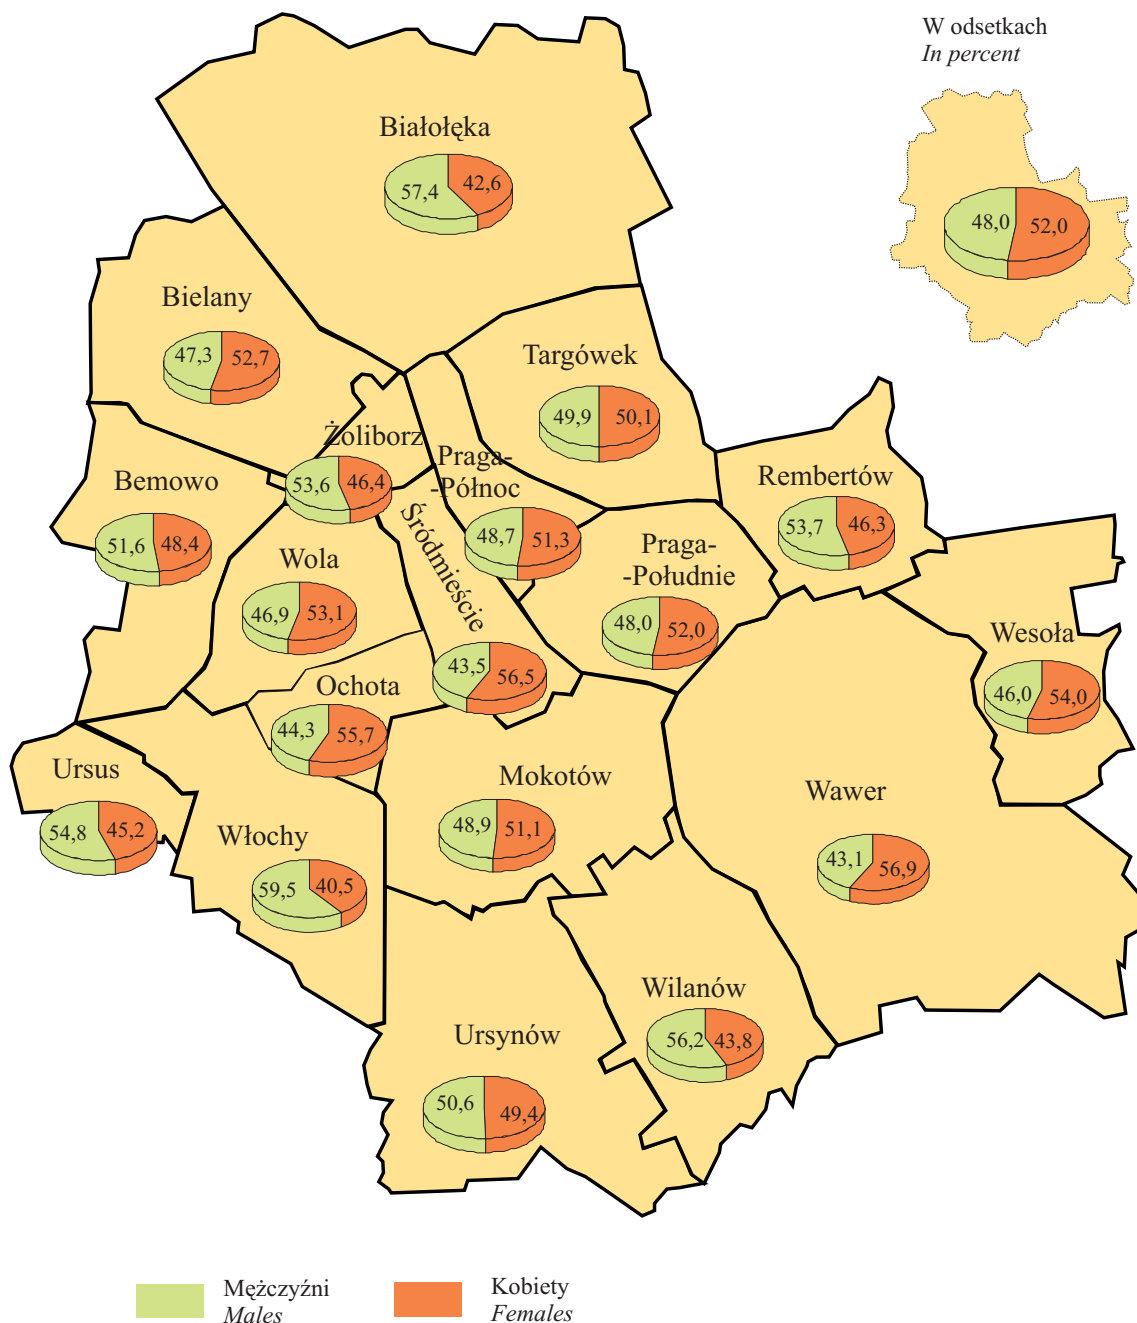 W odsetkach
In percent
48,0
52,0
Białołęka
57,4
42,6
Bielany
47,3
52,7
Targówek
49,9
50,1
Żoliborz
53,6
46,4
Praga-
-Północ
48,7
51,3
Bemowo
51,6
48,4
Rembertów
53,7
46,3
Śródmieście
43,5
56,5
Wola
46,9
53,1
Praga-
-Południe
48,0
52,0
Wesoła
46,0
54,0
Ochota
44,3
55,7
Ursus
54,8
45,2
Mokotów
48,9
51,1
Wawer
43,1
56,9
Włochy
59,5
40,5
Wilanów
56,2
43,8
Ursynów
50,6
49,4
Mężczyźni
Males
Kobiety
Females